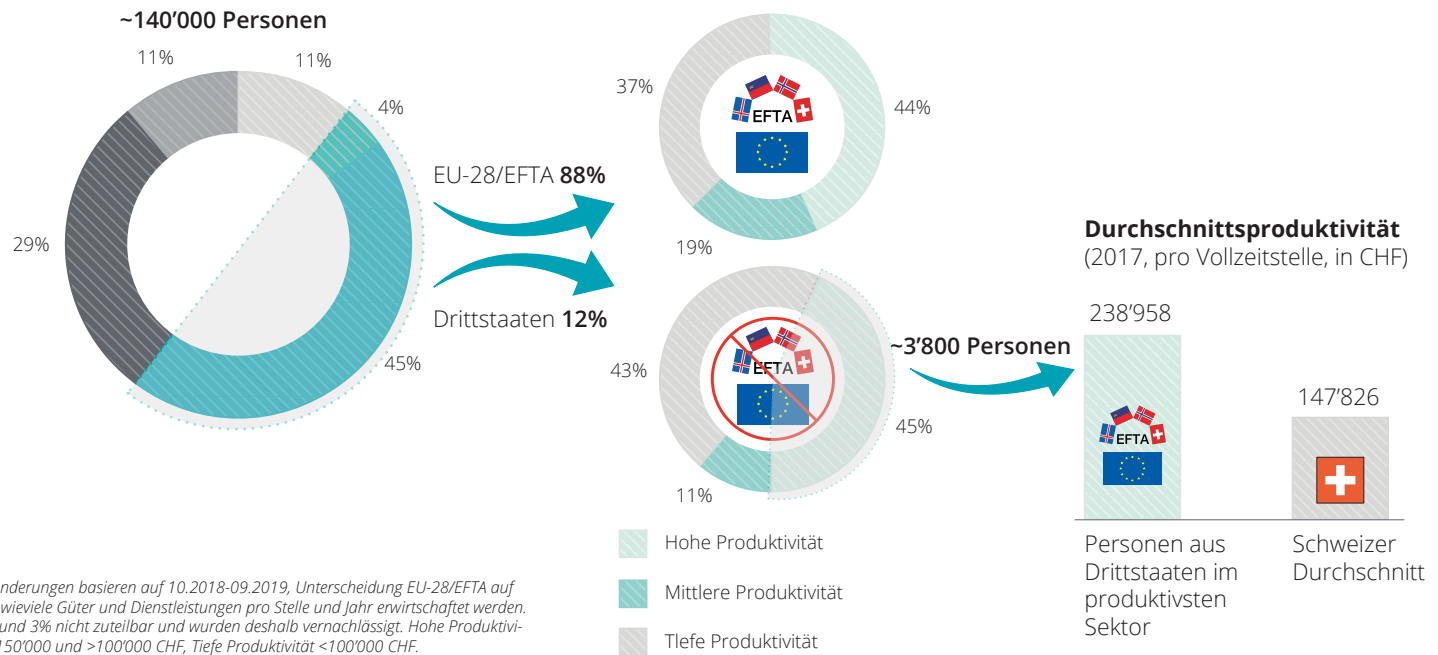 ~140’000 Personen
11%
11%
4%
29%
45%
EU-28/EFTA 88%
Drittstaaten 12%
37%
44%
EFTA
19%
43%
EFTA
45%
11%
~3’800 Personen
Hohe Produktivität
Mittlere Produktivität
Tlefe Produktivität
Durchschnittsproduktivität
(2017, pro Vollzeitstelle, in CHF)
238’958
147’826
EFTA
Personen aus
Drittstaaten im
produktivsten
Sektor
Schweizer
Durchschnitt
nderungen basieren auf 10.2018-09.2019, Unterscheidung EU-28/EFTA auf
wieviele Güter und Dienstleistungen pro Stelle und Jahr erwirtschaftet werden.
und 3% nicht zuteilbar und wurden deshalb vernachlässigt. Hohe Produktivi-
150’000 und >100’000 CHF, Tiefe Produktivität <100’000 CHF.